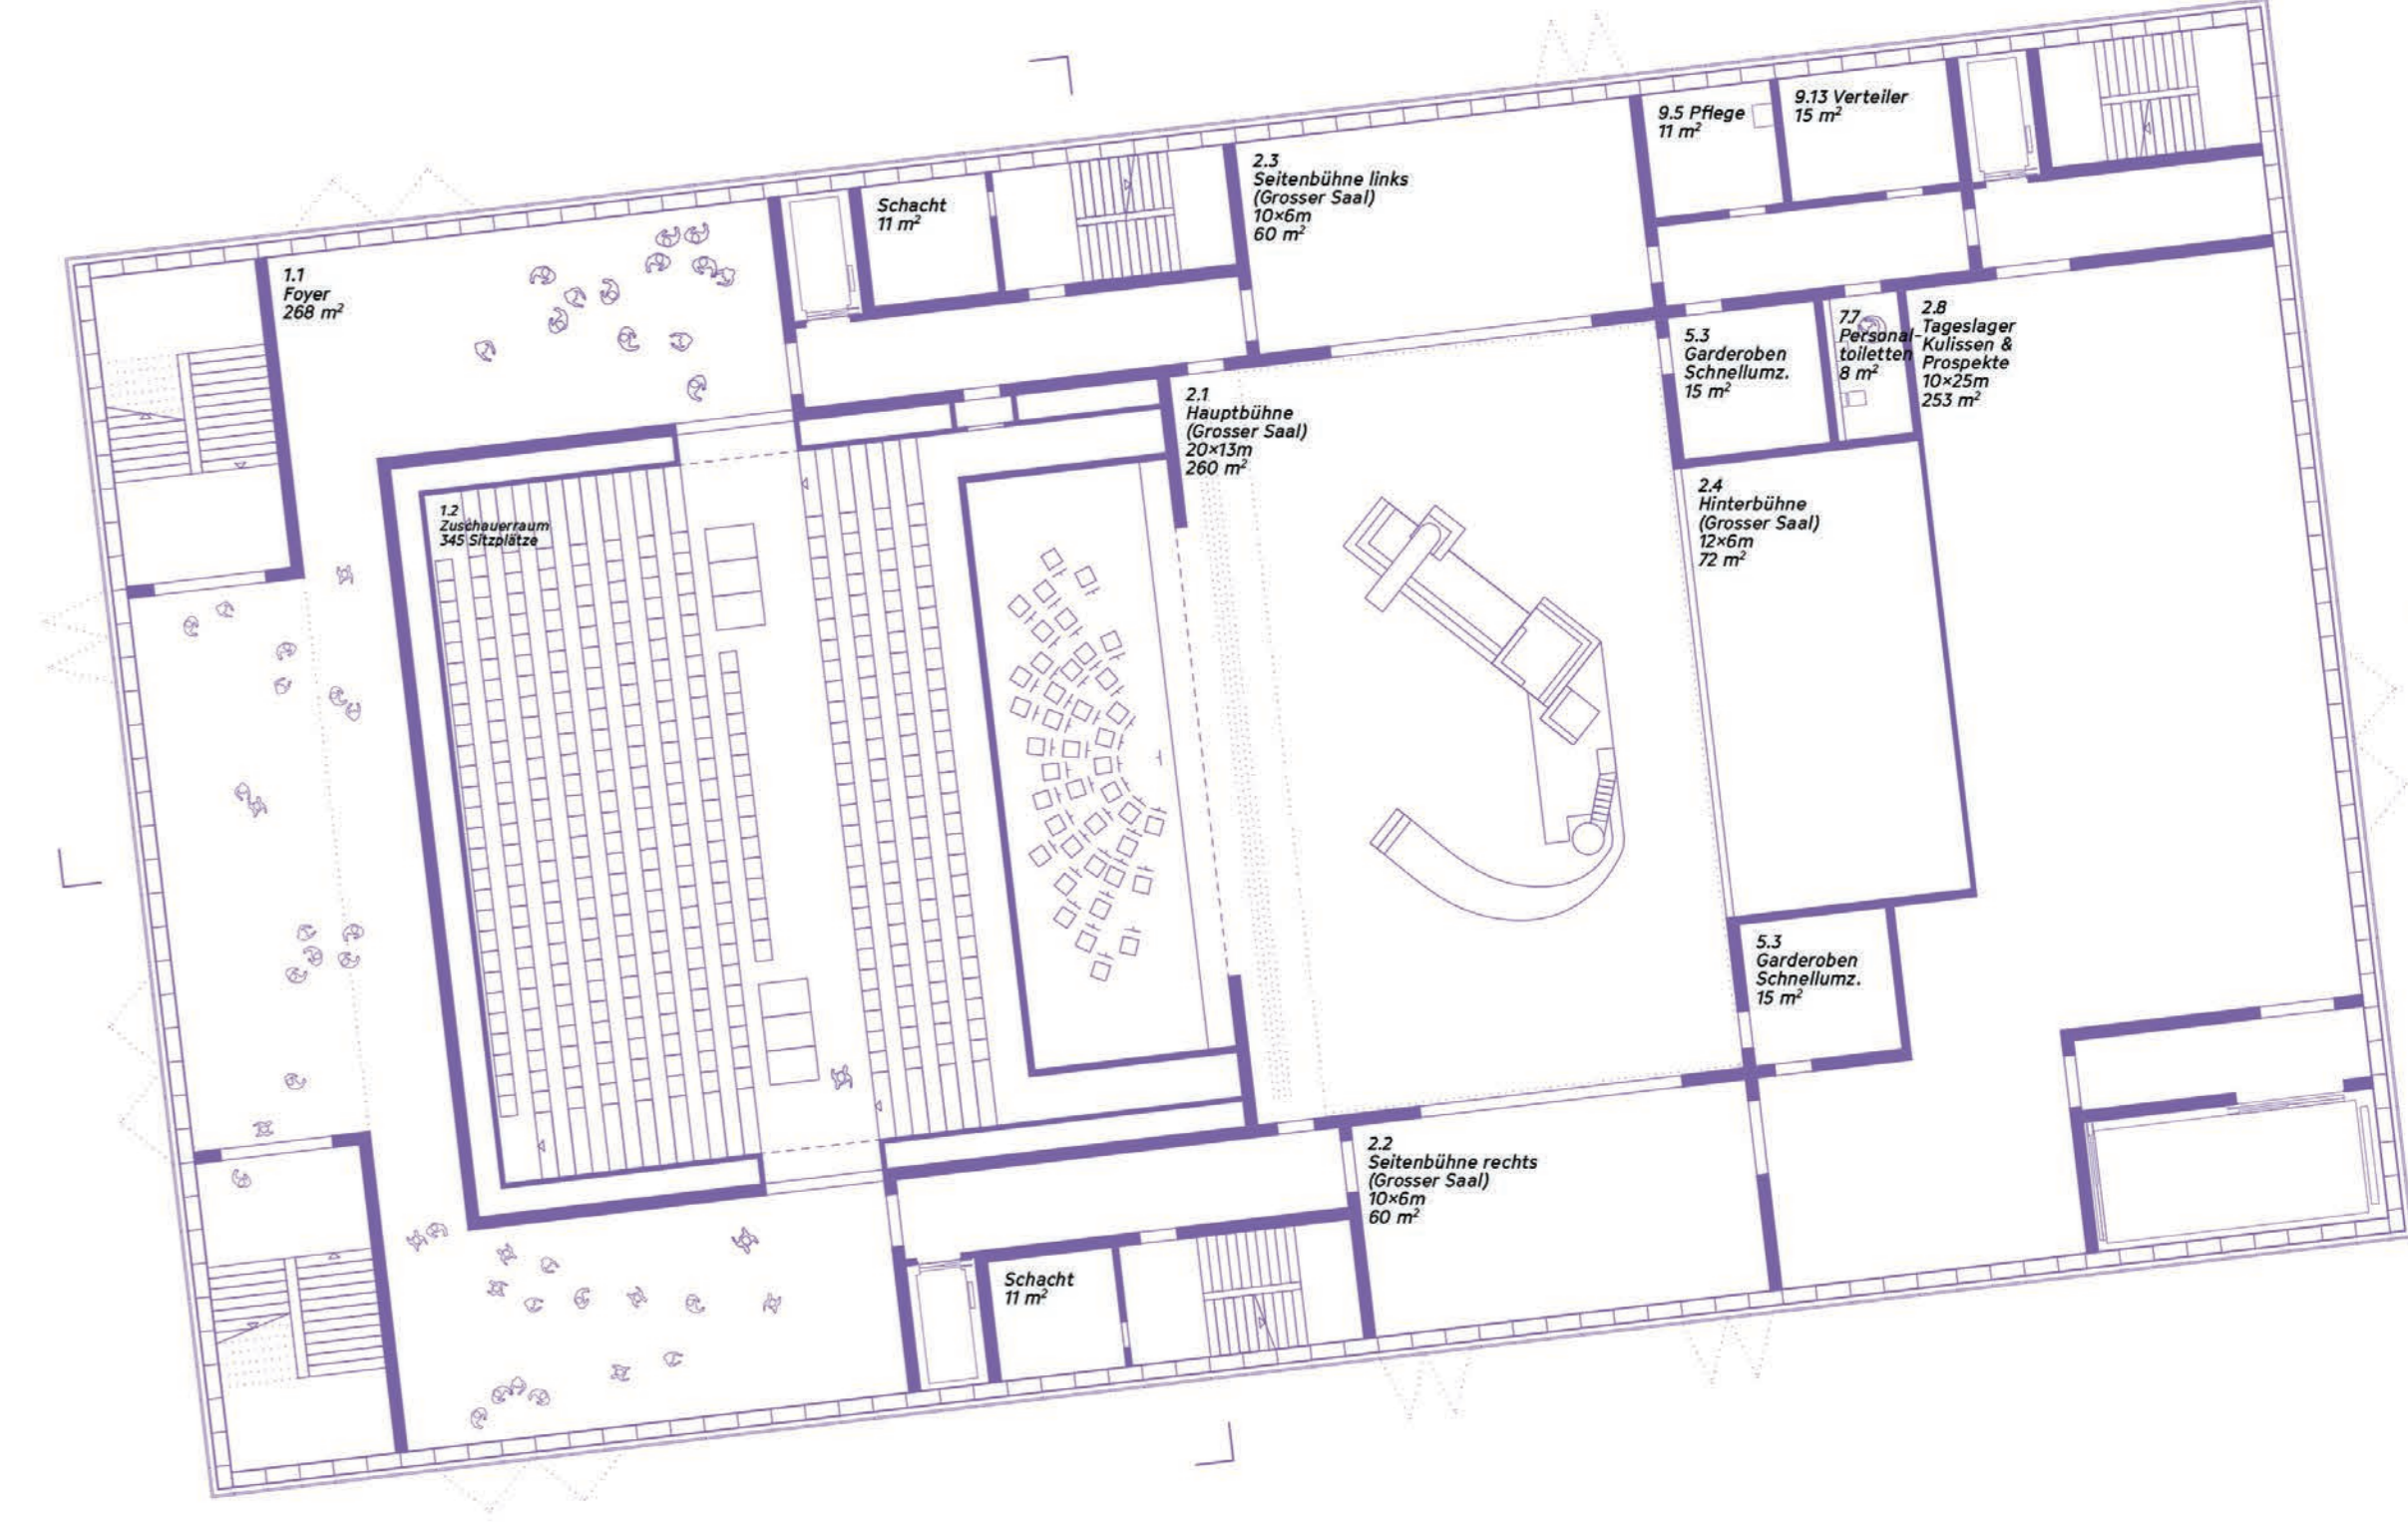 1.1
Foyer
268 m²
Schacht
11 m²
2.3
Seitenbühne links
(Grosser Saal)
10×6m
60 m²
9.5 Pflege
11 m²
9.13 Verteiler
15 m²
1.2
Zuschauerraum
345 Sitzplätze
2.1
Hauptbühne
(Grosser Saal)
20×13m
260 m²
5.3
Garderoben
Schnellumz.
15 m²
7.7
Personal-
toiletten
8 m²
2.8
Tageslager
Kulissen &
Prospekte
10×25m
253 m²
2.4
Hinterbühne
(Grosser Saal)
12×6m
72 m²
5.3
Garderoben
Schnellumz.
15 m²
2.2
Seitenbühne rechts
(Grosser Saal)
10×6m
60 m²
Schacht
11 m²